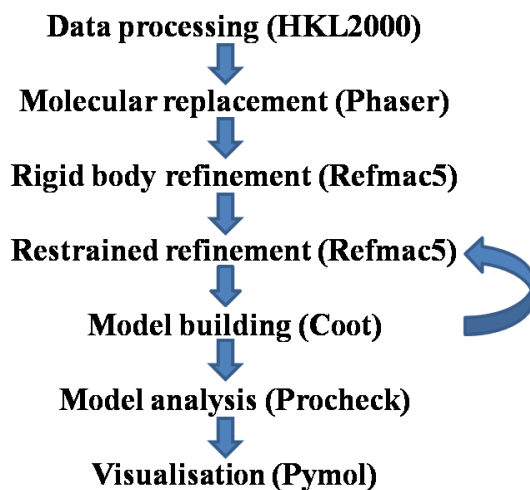 Data processing (HKL2000)
Molecular replacement (Phaser)
Rigid body refinement (Refmac5)
Restrained refinement (Refmac5)
Model building (Coot)
Model analysis (Procheck)
Visualisation (Pymol)